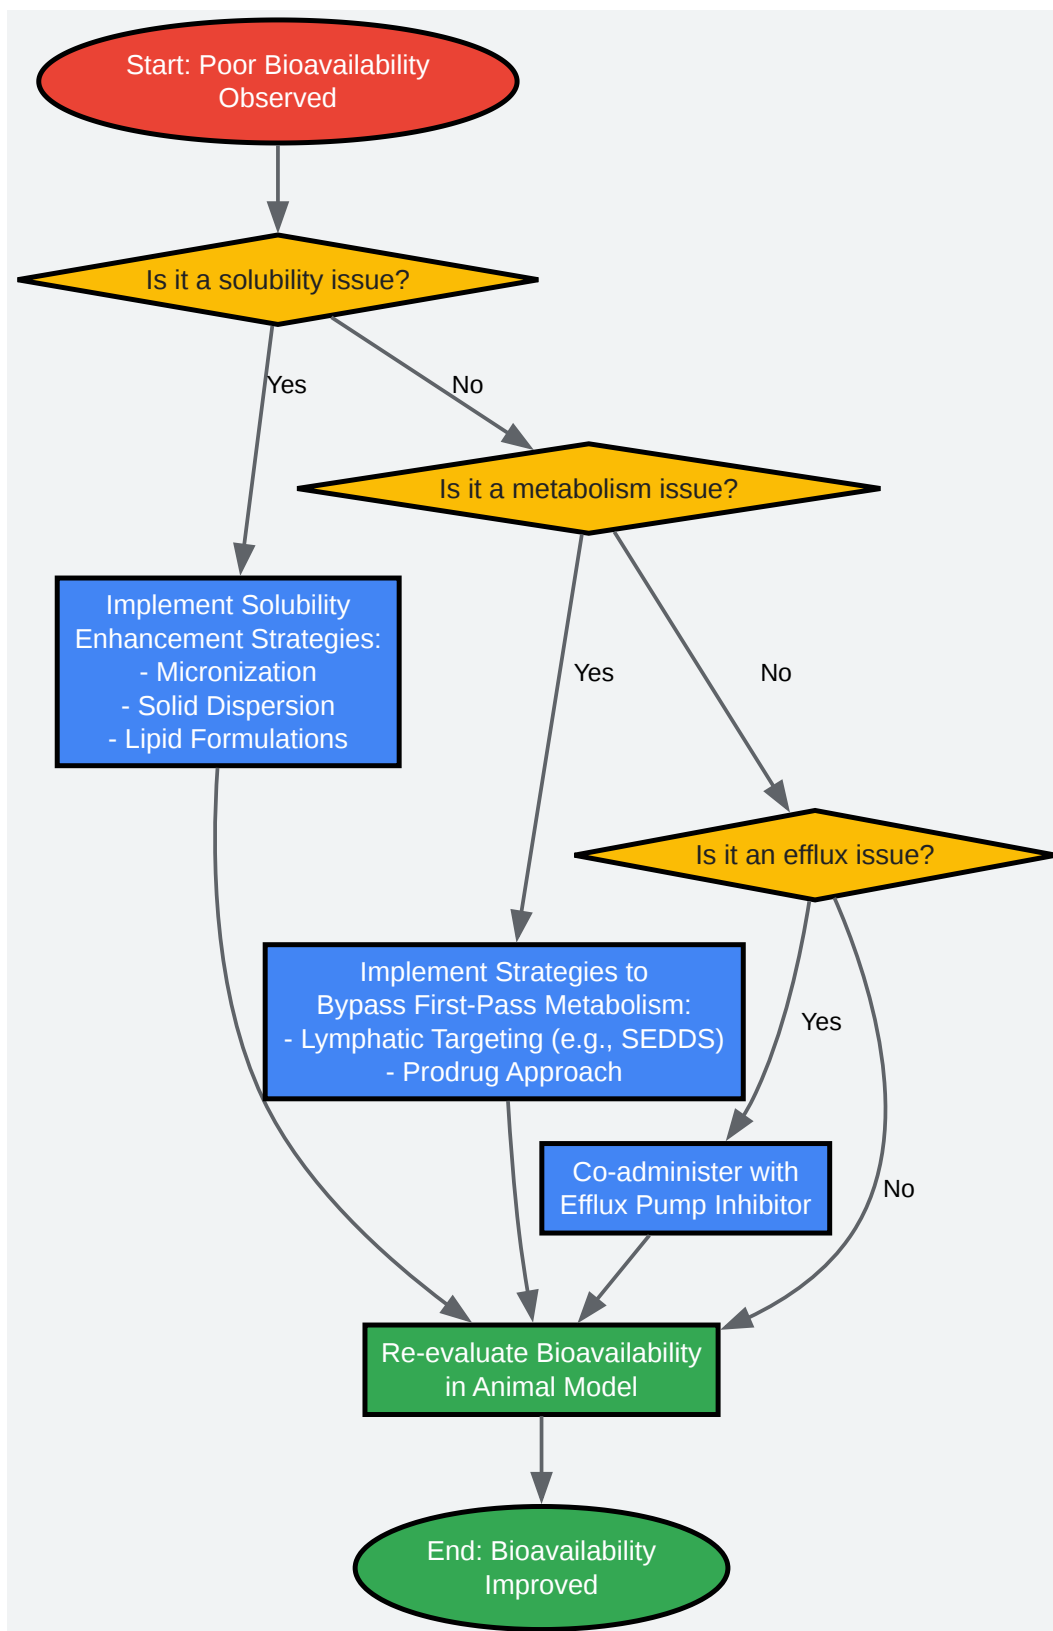 Start: Poor Bioavailability
Observed
Is it a solubility issue?
Yes
No
Is it a metabolism issue?
Implement Solubility
Enhancement Strategies:
- Micronization
- Solid Dispersion
- Lipid Formulations
Yes
No
Is it an efflux issue?
Implement Strategies to
Bypass First-Pass Metabolism:
- Lymphatic Targeting (e.g., SEDDS)
- Prodrug Approach
Yes
Co-administer with
Efflux Pump Inhibitor
No
Re-evaluate Bioavailability
in Animal Model
End: Bioavailability
Improved